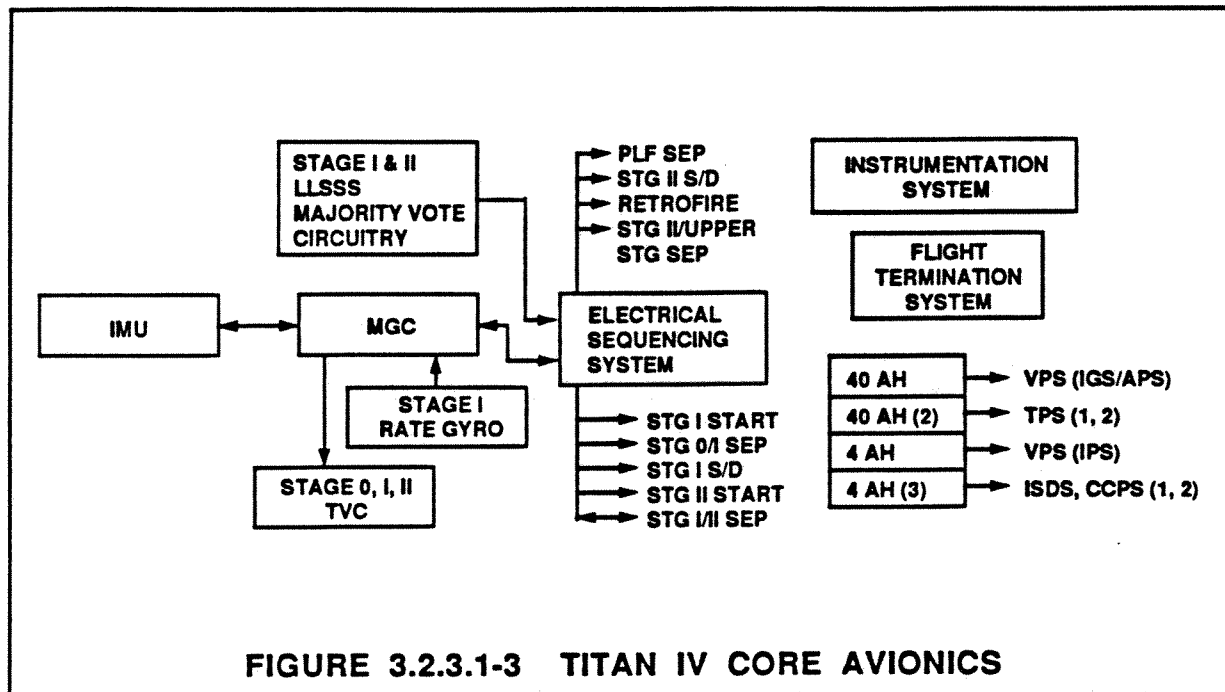 STAGE I & II
LLSSS
MAJORITY VOTE
CIRCUITRY
IMU
MGC
STAGE I
RATE GYRO
STAGE 0, I, II
TVC
ELECTRICAL
SEQUENCING
SYSTEM
PLF SEP
STG II S/D
RETROFIRE
STG II/UPPER
STG SEP
STG I START
STG 0/I SEP
STG I S/D
STG II START
STG I/II SEP
INSTRUMENTATION
SYSTEM
FLIGHT
TERMINATION
SYSTEM
40 AH VPS (IGS/APS)
40 AH (2) TPS (1, 2)
4 AH VPS (IPS)
4 AH (3) ISDS, CCPS (1, 2)
FIGURE 3.2.3.1-3 TITAN IV CORE AVIONICS